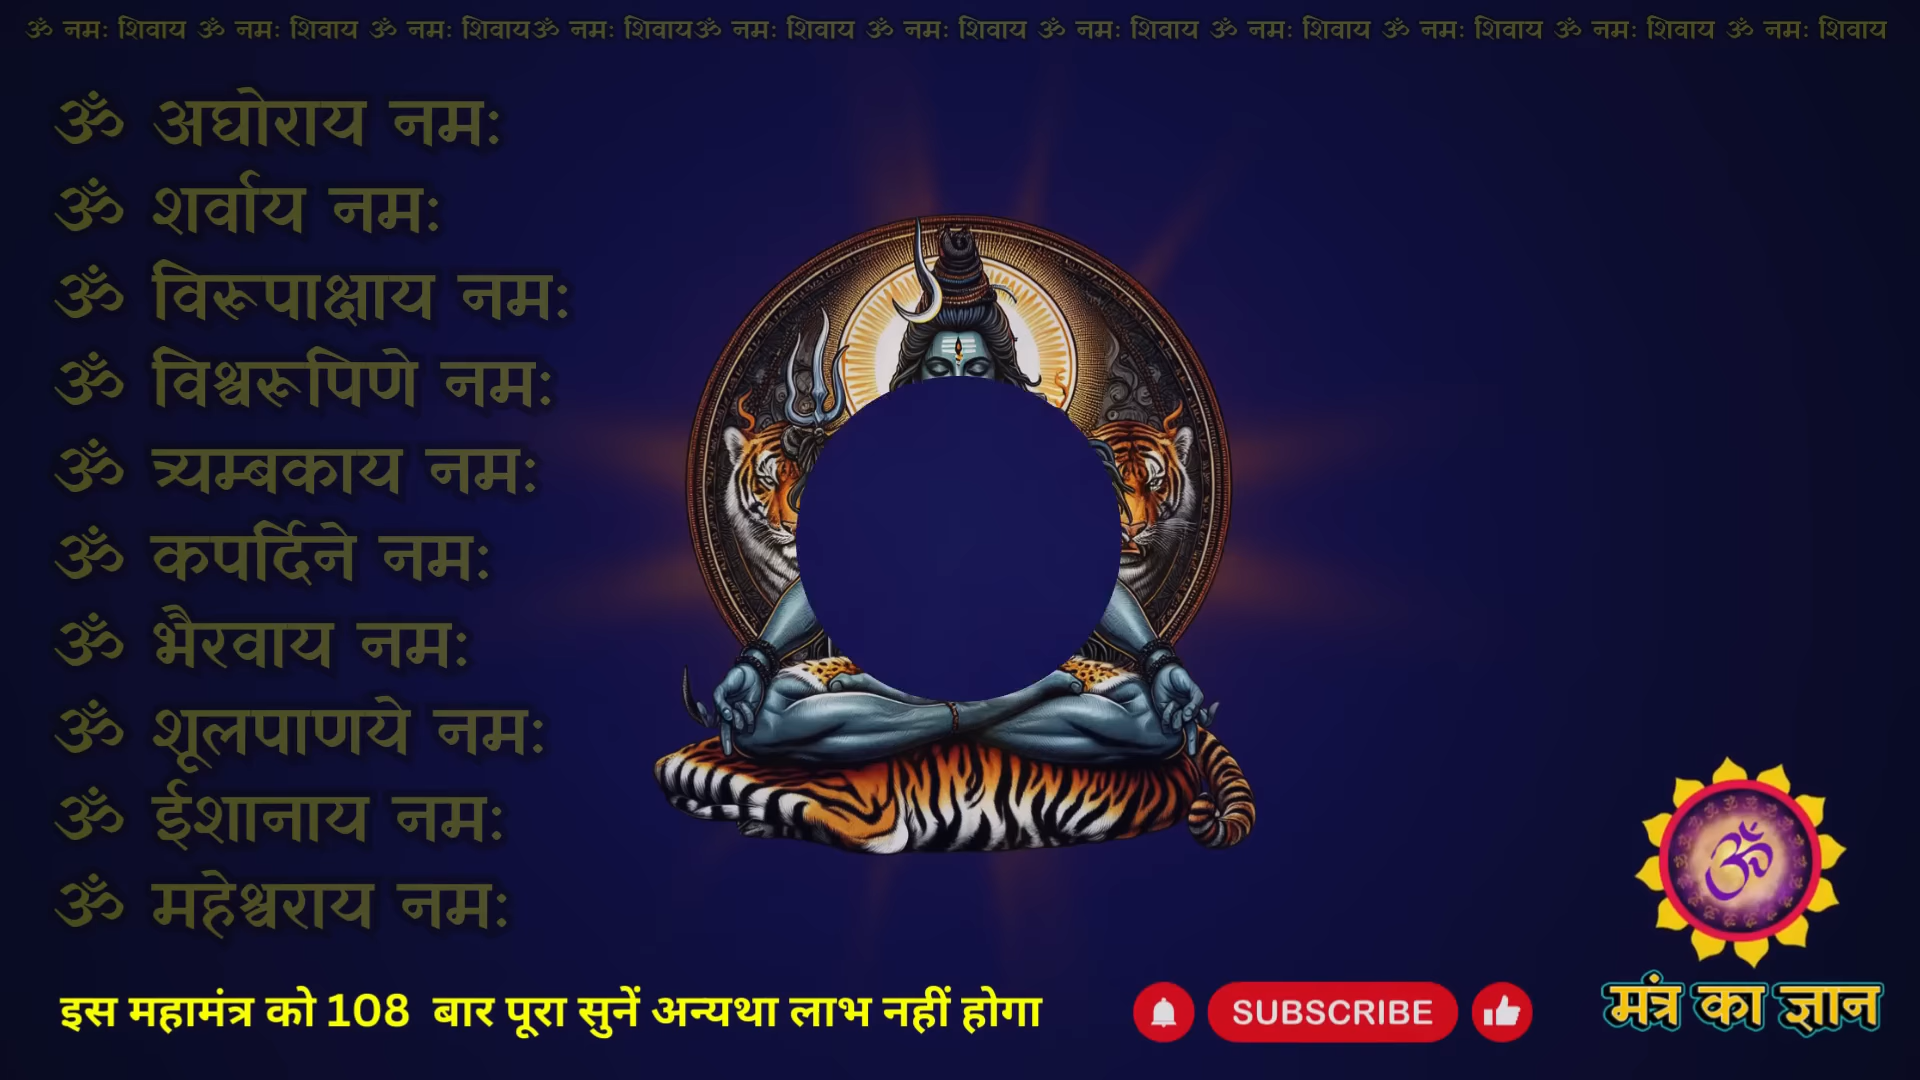 ॐ नमः शिवाय ॐ नमः शिवाय ॐ नमः शिवायॐ नमः शिवायॐ नमः शिवाय ॐ नमः शिवाय ॐ नमः शिवाय ॐ नमः शिवाय ॐ नमः शिवाय ॐ नमः शिवाय ॐ नमः शिवाय
ॐ अघोराय नमः
ॐ शर्वाय नमः
ॐ विरूपाक्षाय नमः
ॐ विश्वरूपिणे नमः
ॐ त्र्यम्बकाय नमः
ॐ कपर्दिने नमः
ॐ भैरवाय नमः
ॐ शूलपाणये नमः
ॐ ईशानाय नमः
ॐ महेश्वराय नमः
इस महामंत्र को 108 बार पूरा सुनें अन्यथा लाभ नहीं होगा
SUBSCRIBE
ॐ
मंत्र का ज्ञान